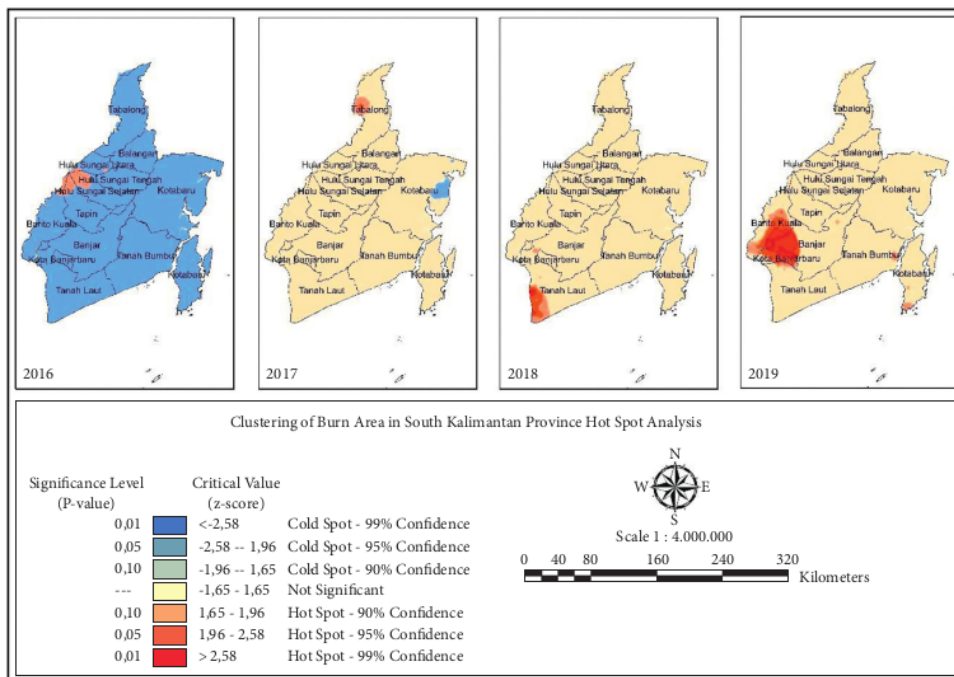 Tabalong
Balangan
Hulu Sungai Utara
Hulu Sungai Tengah
Hulu Sungai Selatan
Kotabaru
Tapin
Barito Kuala
Banjar
Kota Banjarbaru
Tanah Bumbu
Kotabaru
Tanah Laut
2016
Tabalong
Balangan
Hulu Sungai Utara
Hulu Sungai Tengah
Hulu Sungai Selatan
Kotabaru
Tapin
Barito Kuala
Banjar
Kota Banjarbaru
Tanah Bumbu
Kotabaru
Tanah Laut
2017
Tabalong
Balangan
Hulu Sungai Utara
Hulu Sungai Tengah
Hulu Sungai Selatan
Kotabaru
Tapin
Barito Kuala
Banjar
Kota Banjarbaru
Tanah Bumbu
Kotabaru
Tanah Laut
2018
Tabalong
Balangan
Hulu Sungai Utara
Hulu Sungai Tengah
Hulu Sungai Selatan
Kotabaru
Tapin
Barito Kuala
Banjar
Kota Banjarbaru
Tanah Bumbu
Kotabaru
Tanah Laut
2019
Clustering of Burn Area in South Kalimantan Province Hot Spot Analysis
Significance Level Critical Value
(P-value) (z-score)
0,01 <-2,58 Cold Spot - 99% Confidence
0,05 -2,58 -- 1,96 Cold Spot - 95% Confidence
0,10 -1,96 -- 1,65 Cold Spot - 90% Confidence
--- -1,65 - 1,65 Not Significant
0,10 1,65 - 1,96 Hot Spot - 90% Confidence
0,05 1,96 - 2,58 Hot Spot - 95% Confidence
0,01 > 2,58 Hot Spot - 99% Confidence
N
W E
S
Scale 1 : 4.000.000
0 40 80 160 240 320
Kilometers